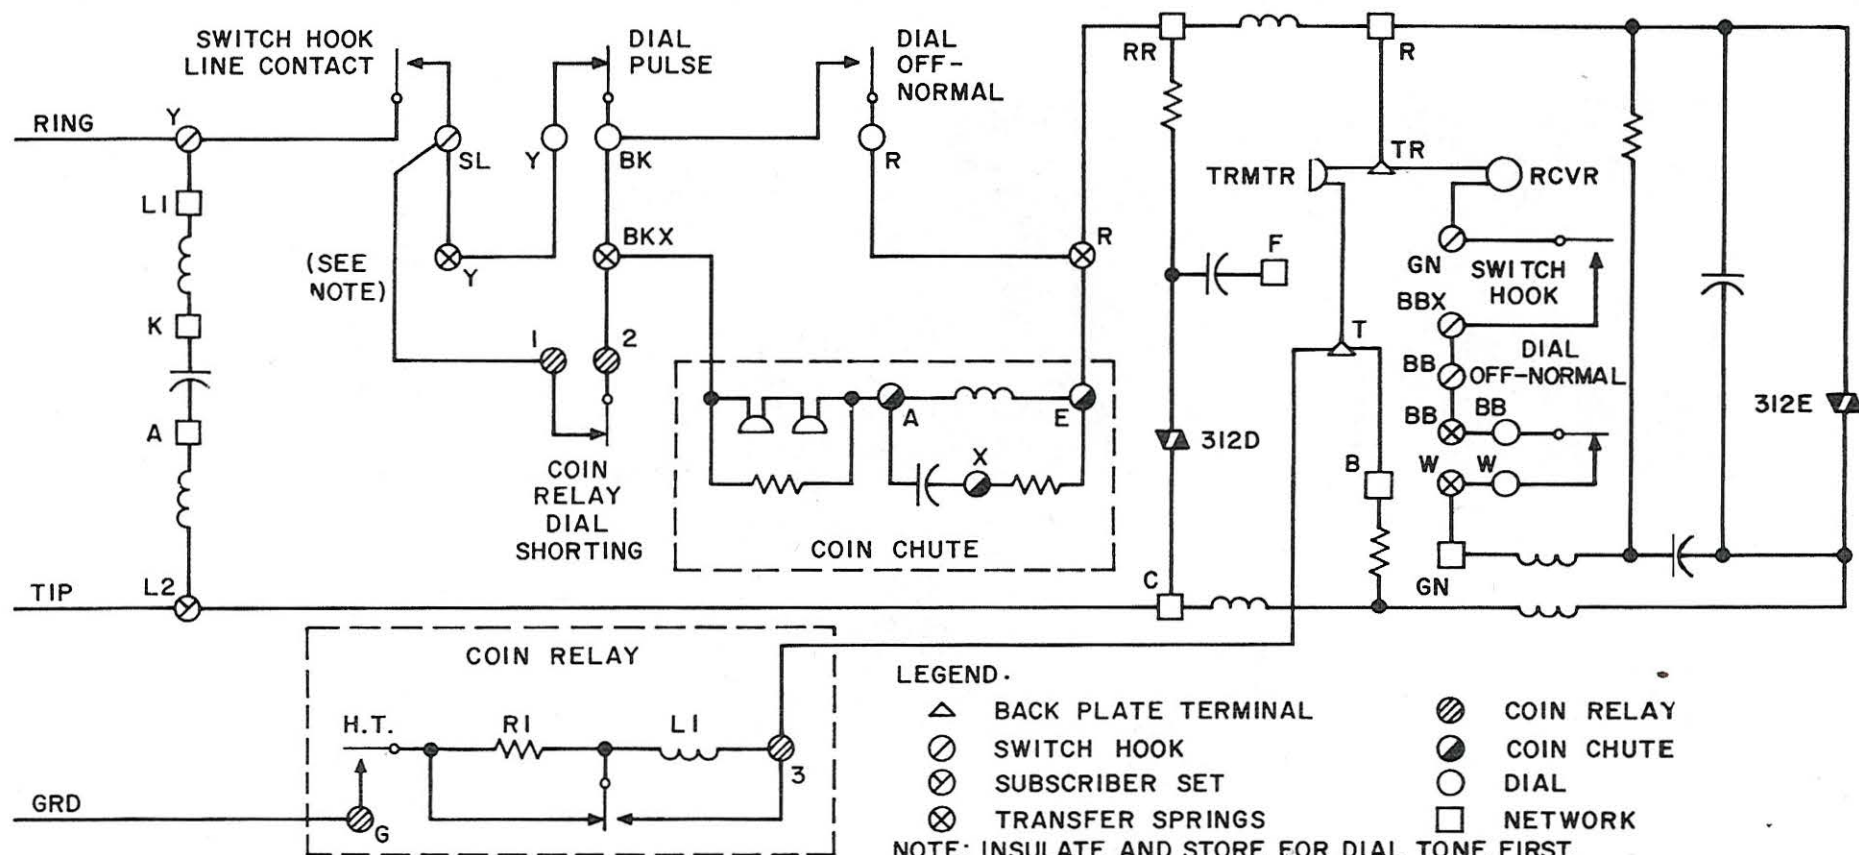 SWITCH HOOK
LINE CONTACT
DIAL
PULSE
DIAL
OFF-
NORMAL
RR
R
RING
Y
SL
Y
BK
R
TR
TRMTR
RCVR
L1
(SEE
NOTE)
Y
BKX
R
F
GN
SWITCH
HOOK
BBX
K
1
2
T
BB
DIAL
OFF-NORMAL
A
A
E
X
312D
BB
BB
312E
B
W
W
COIN
RELAY
DIAL
SHORTING
COIN CHUTE
GN
TIP
L2
C
COIN RELAY
H.T.
R1
L1
3
GRD
G
LEGEND.
BACK PLATE TERMINAL
SWITCH HOOK
SUBSCRIBER SET
TRANSFER SPRINGS
COIN RELAY
COIN CHUTE
DIAL
NETWORK
NOTE: INSULATE AND STORE FOR DIAL TONE FIRST